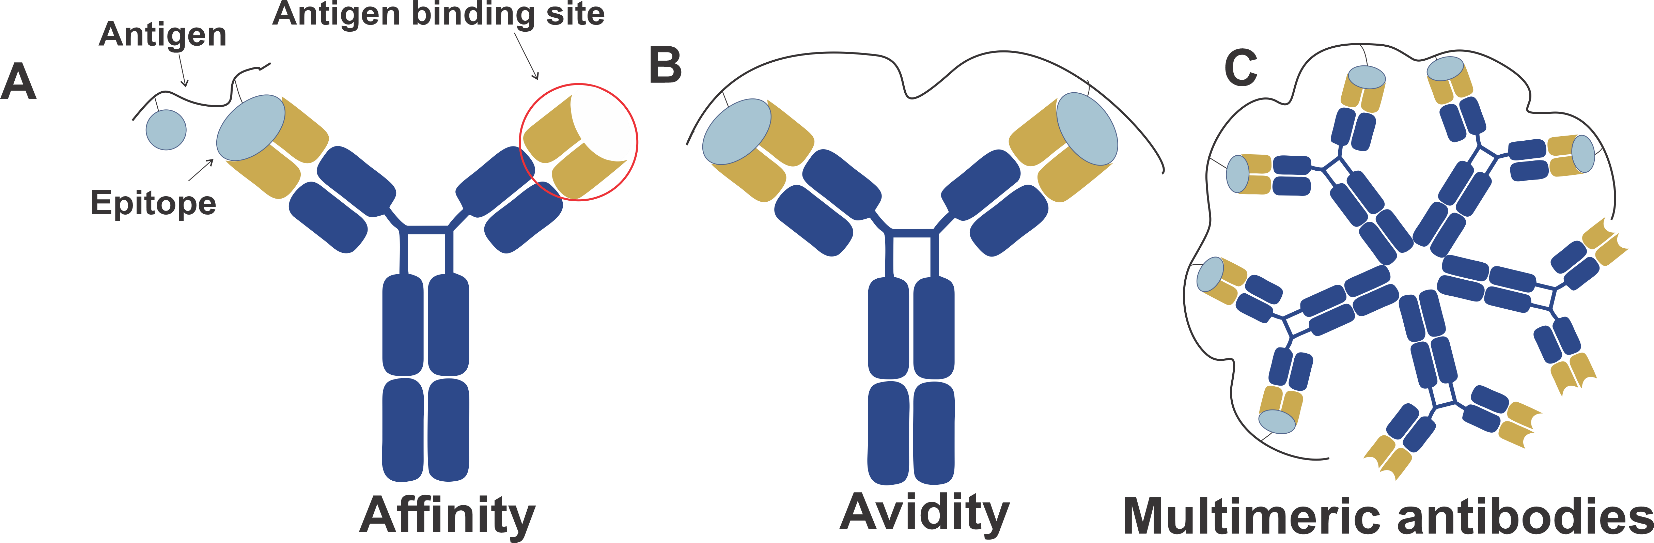 A
Antigen
Antigen binding site
Epitope
Affinity
B
Avidity
C
Multimeric antibodies